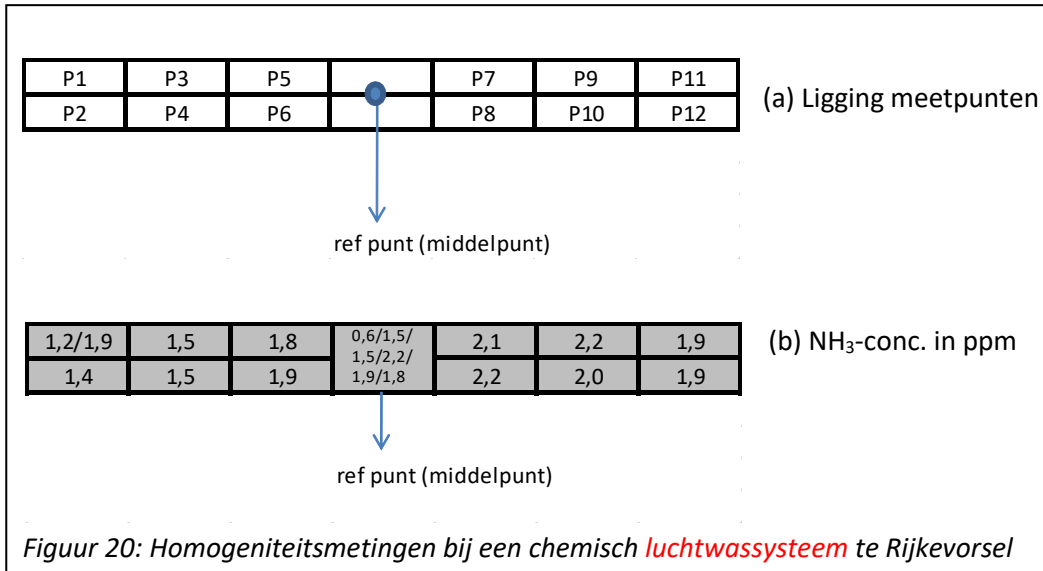 P1 P3 P5 P7 P9 P11
(a) Ligging meetpunten
P2 P4 P6 P8 P10 P12
ref punt (middelpunt)
1,2/1,9 1,5 1,8 0,6/1,5/ 2,1 2,2 1,9
1,5/2,2/
(b) NH₃-conc. in ppm
1,4 1,5 1,9 1,9/1,8 2,2 2,0 1,9
ref punt (middelpunt)
Figuur 20: Homogeniteitsmetingen bij een chemisch luchtwassysteem te Rijkevorsel